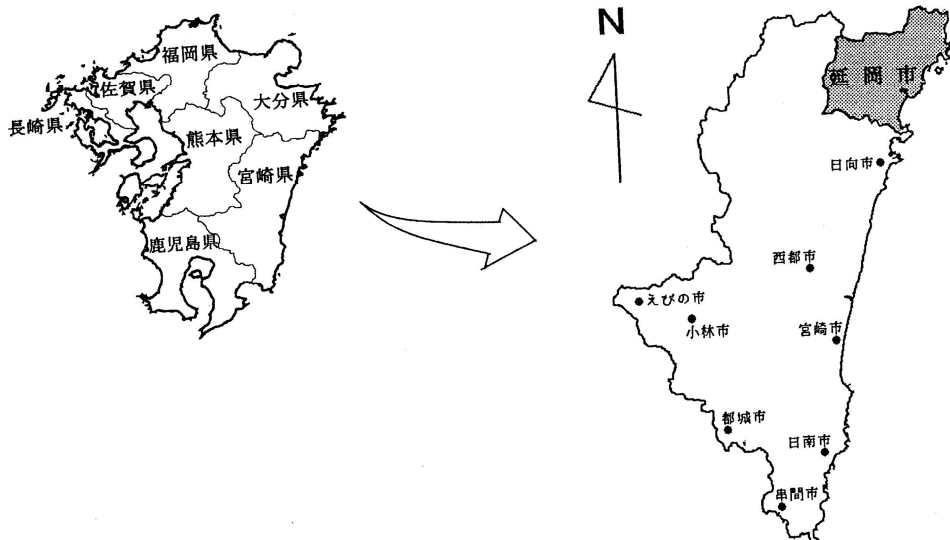 福岡県
佐賀県
大分県
長崎県
熊本県
宮崎県
鹿児島県
N
延岡市
日向市
西都市
えびの市
小林市
宮崎市
都城市
日南市
串間市